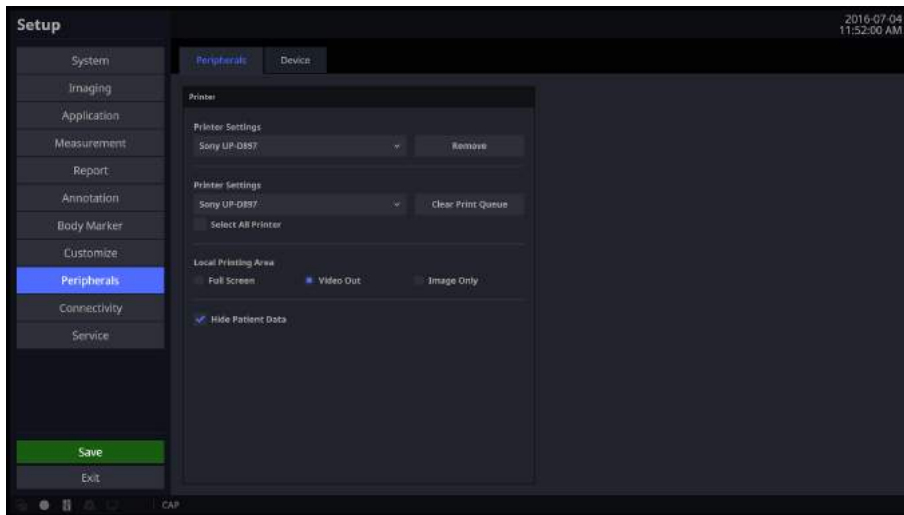 Setup
2016-07-04
11:52:00 AM
System
Imaging
Application
Measurement
Report
Annotation
Body Marker
Customize
Peripherals
Connectivity
Service
Save
Exit
Peripherals
Device
Printer
Printer Settings
Sony UP-D897
Remove
Printer Settings
Sony UP-D897
Clear Print Queue
Select All Printer
Local Printing Area
Full Screen
Video Out
Image Only
Hide Patient Data
CAP